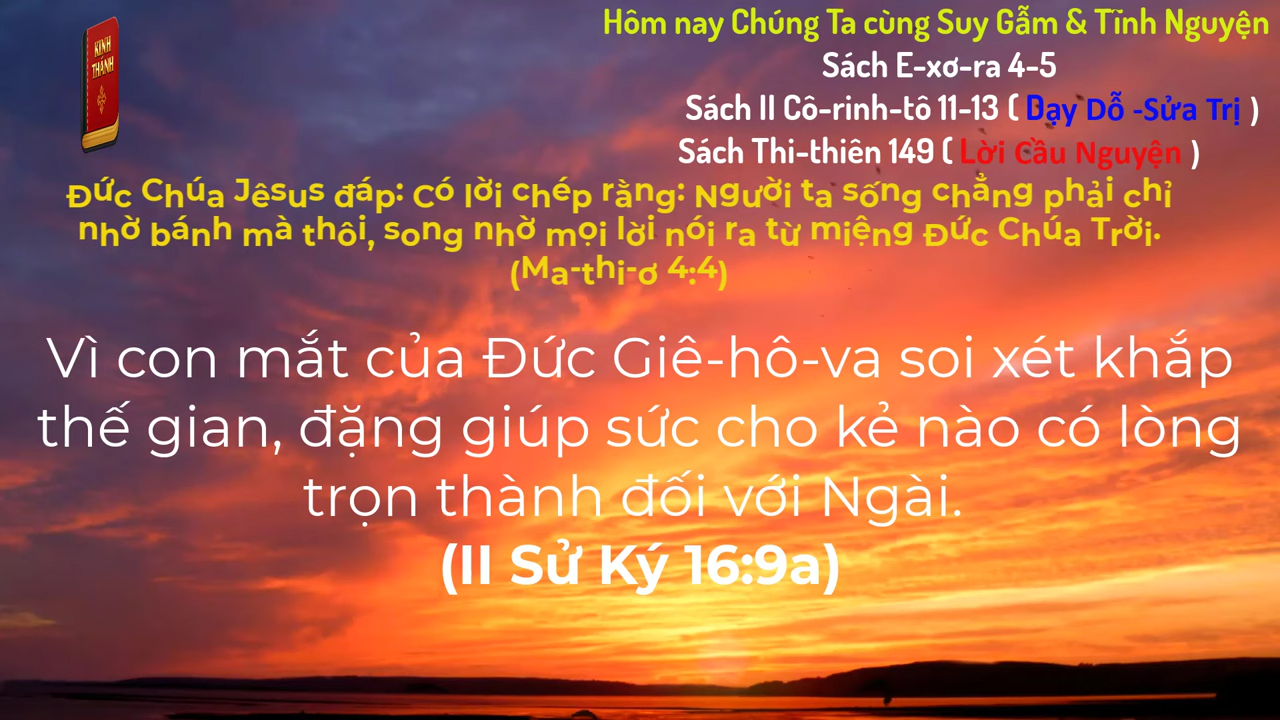 KINH
THÁNH
Hôm nay Chúng Ta cùng Suy Gẫm & Tĩnh Nguyện
Sách E-xơ-ra 4-5
Sách II Cô-rinh-tô 11-13 ( Dạy Dỗ -Sửa Trị )
Sách Thi-thiên 149 ( Lời Cầu Nguyện )
Đức Chúa Jêsus đáp: Có lời chép rằng: Người ta sống chẳng phải chỉ
nhờ bánh mà thôi, song nhờ mọi lời nói ra từ miệng Đức Chúa Trời.
(Ma-thi-ơ 4:4)
Vì con mắt của Đức Giê-hô-va soi xét khắp
thế gian, đặng giúp sức cho kẻ nào có lòng
trọn thành đối với Ngài.
(II Sử Ký 16:9a)